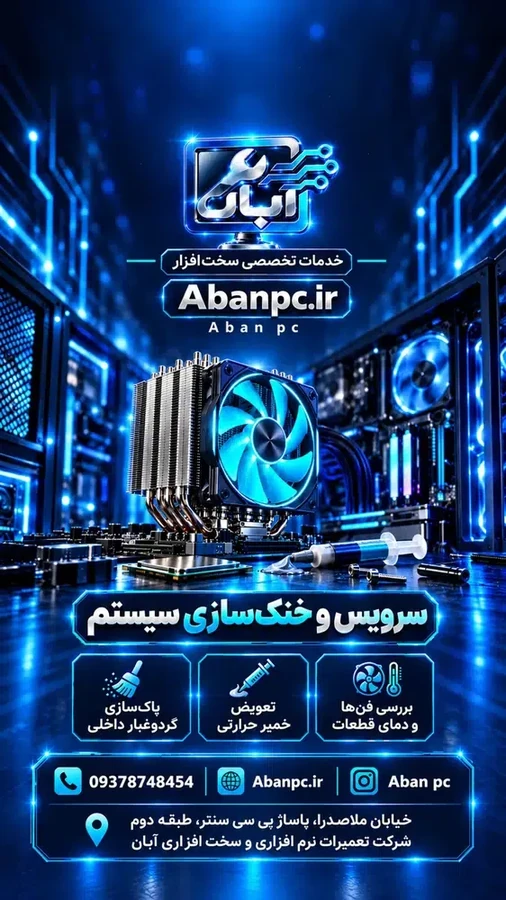 آبان
خدمات تخصصی سخت‌افزار
Abanpc.ir
Aban pc
سرویس و خنک‌سازی سیستم
بررسی فن‌ها
و دمای قطعات
تعویض
خمیر حرارتی
پاک‌سازی
گردوغبار داخلی
09378748454
Abanpc.ir
Aban pc
خیابان ملاصدرا، پاساژ پی سی سنتر، طبقه دوم
شرکت تعمیرات نرم افزاری و سخت افزاری آبان